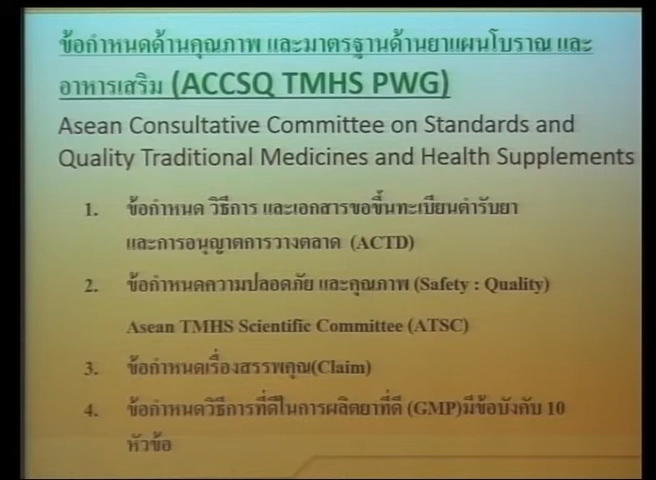 ข้อกำหนดด้านคุณภาพ และมาตรฐานด้านยาแผนโบราณ และ
อาหารเสริม (ACCSQ TMHS PWG)
Asean Consultative Committee on Standards and
Quality Traditional Medicines and Health Supplements
1. ข้อกำหนด วิธีการ และเอกสารขอขึ้นทะเบียนตำรับยา
และการอนุญาตการวางตลาด (ACTD)
2. ข้อกำหนดความปลอดภัย และคุณภาพ (Safety : Quality)
Asean TMHS Scientific Committee (ATSC)
3. ข้อกำหนดเรื่องสรรพคุณ(Claim)
4. ข้อกำหนดวิธีการที่ดีในการผลิตยาที่ดี (GMP)มีข้อบังคับ 10
หัวข้อ